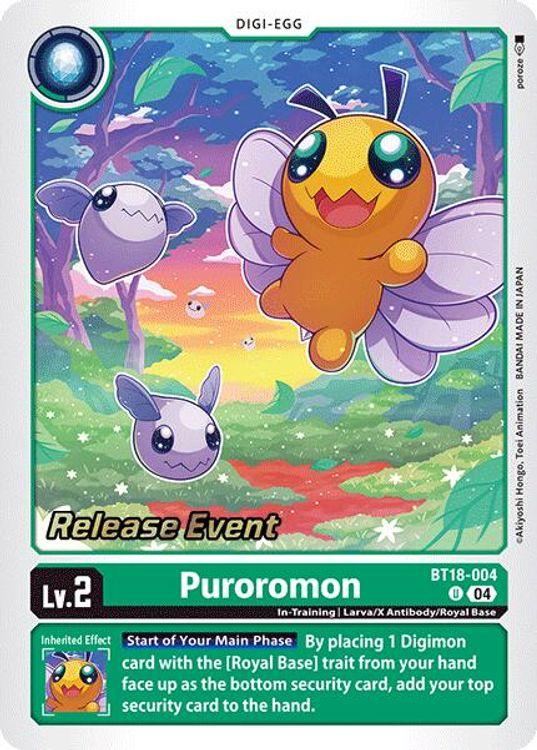 DIGI-EGG
poroze
©Akiyoshi Hongo, Toei Animation BANDAI MADE IN JAPAN
Release Event
Lv.2
Puroromon
BT18-004
U 04
In-Training | Larva/X Antibody/Royal Base
Inherited Effect
Start of Your Main Phase By placing 1 Digimon
card with the [Royal Base] trait from your hand
face up as the bottom security card, add your top
security card to the hand.